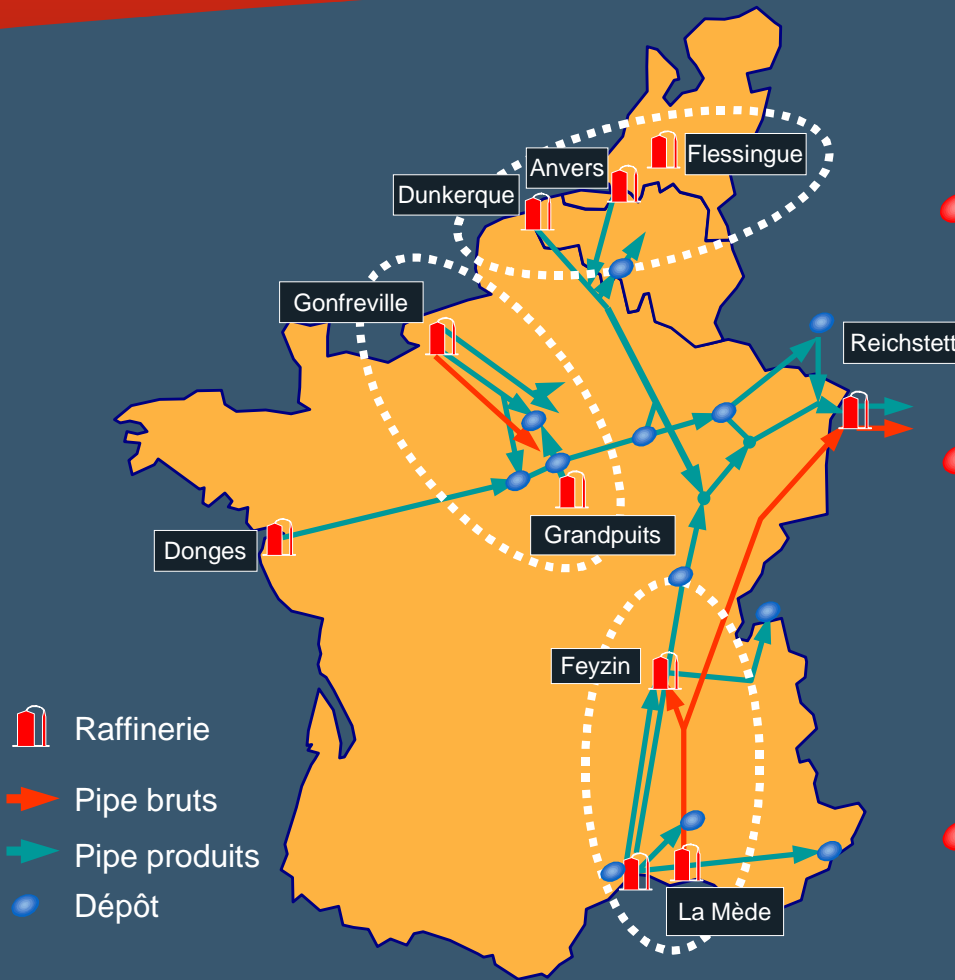 Flessingue
Anvers
Dunkerque
Gonfreville
Reichstett
Grandpuits
Donges
Feyzin
Raffinerie
Pipe bruts
Pipe produits
Dépôt
La Mède